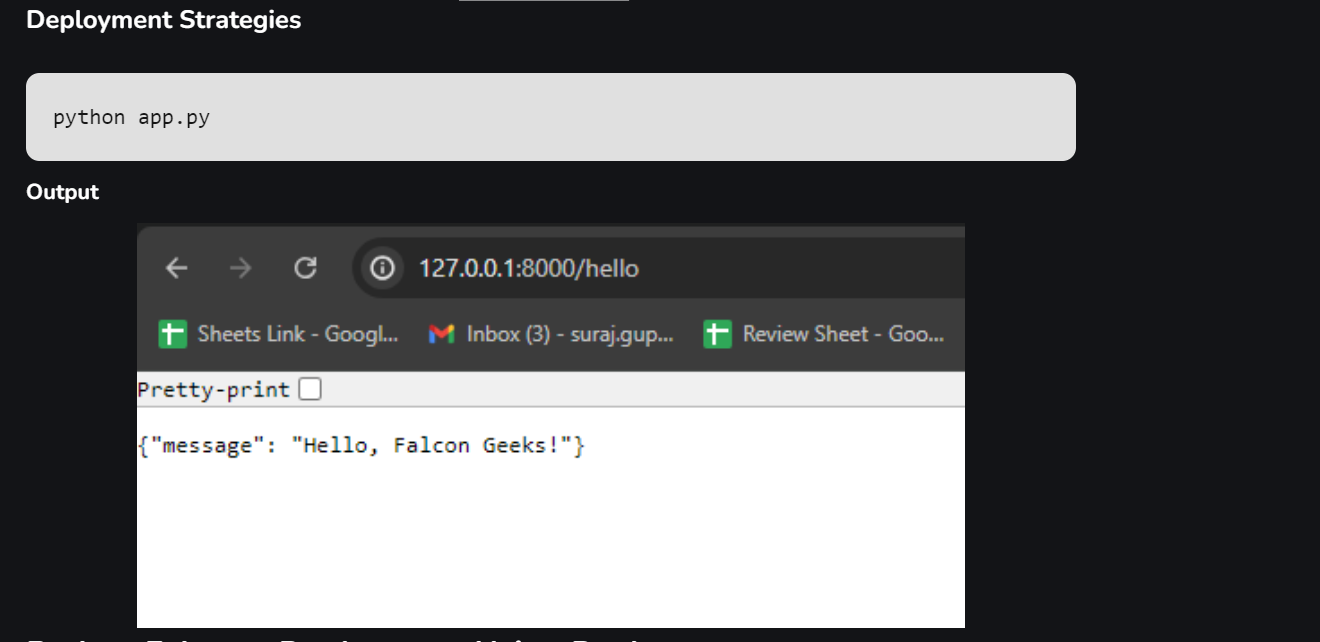 Deployment Strategies
python app.py
Output
127.0.0.1:8000/hello
Sheets Link - Googl... Inbox (3) - suraj.gup... Review Sheet - Goo...
Pretty-print
{"message": "Hello, Falcon Geeks!"}